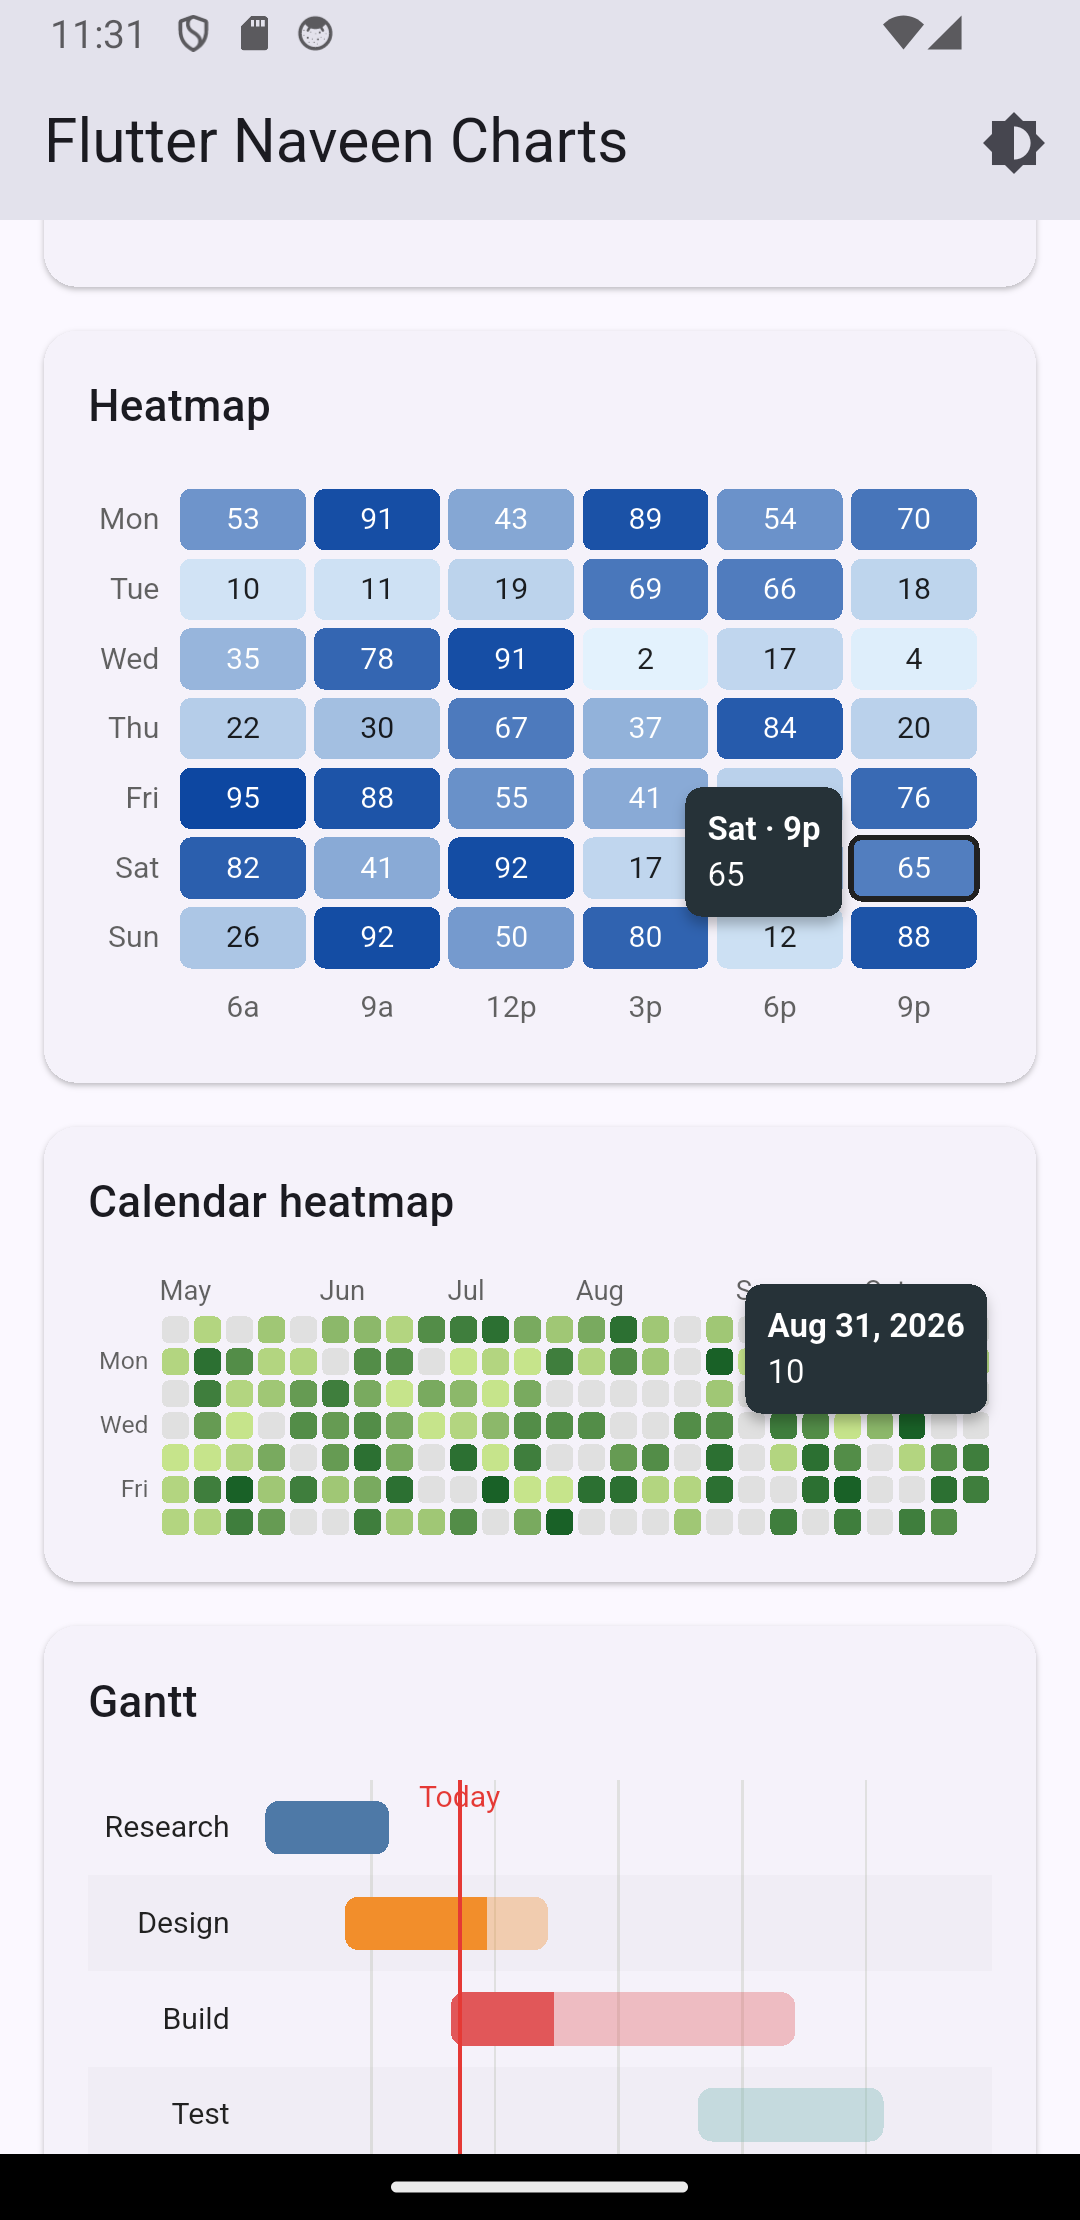 11:31
Flutter Naveen Charts
Heatmap
Mon 53 91 43 89 54 70
Tue 10 11 19 69 66 18
Wed 35 78 91 2 17 4
Thu 22 30 67 37 84 20
Fri 95 88 55 41 76
Sat 82 41 92 17 65
Sat · 9p
65
Sun 26 92 50 80 12 88
6a 9a 12p 3p 6p 9p
Calendar heatmap
May Jun Jul Aug
Aug 31, 2026
10
Mon
Wed
Fri
Gantt
Today
Research
Design
Build
Test